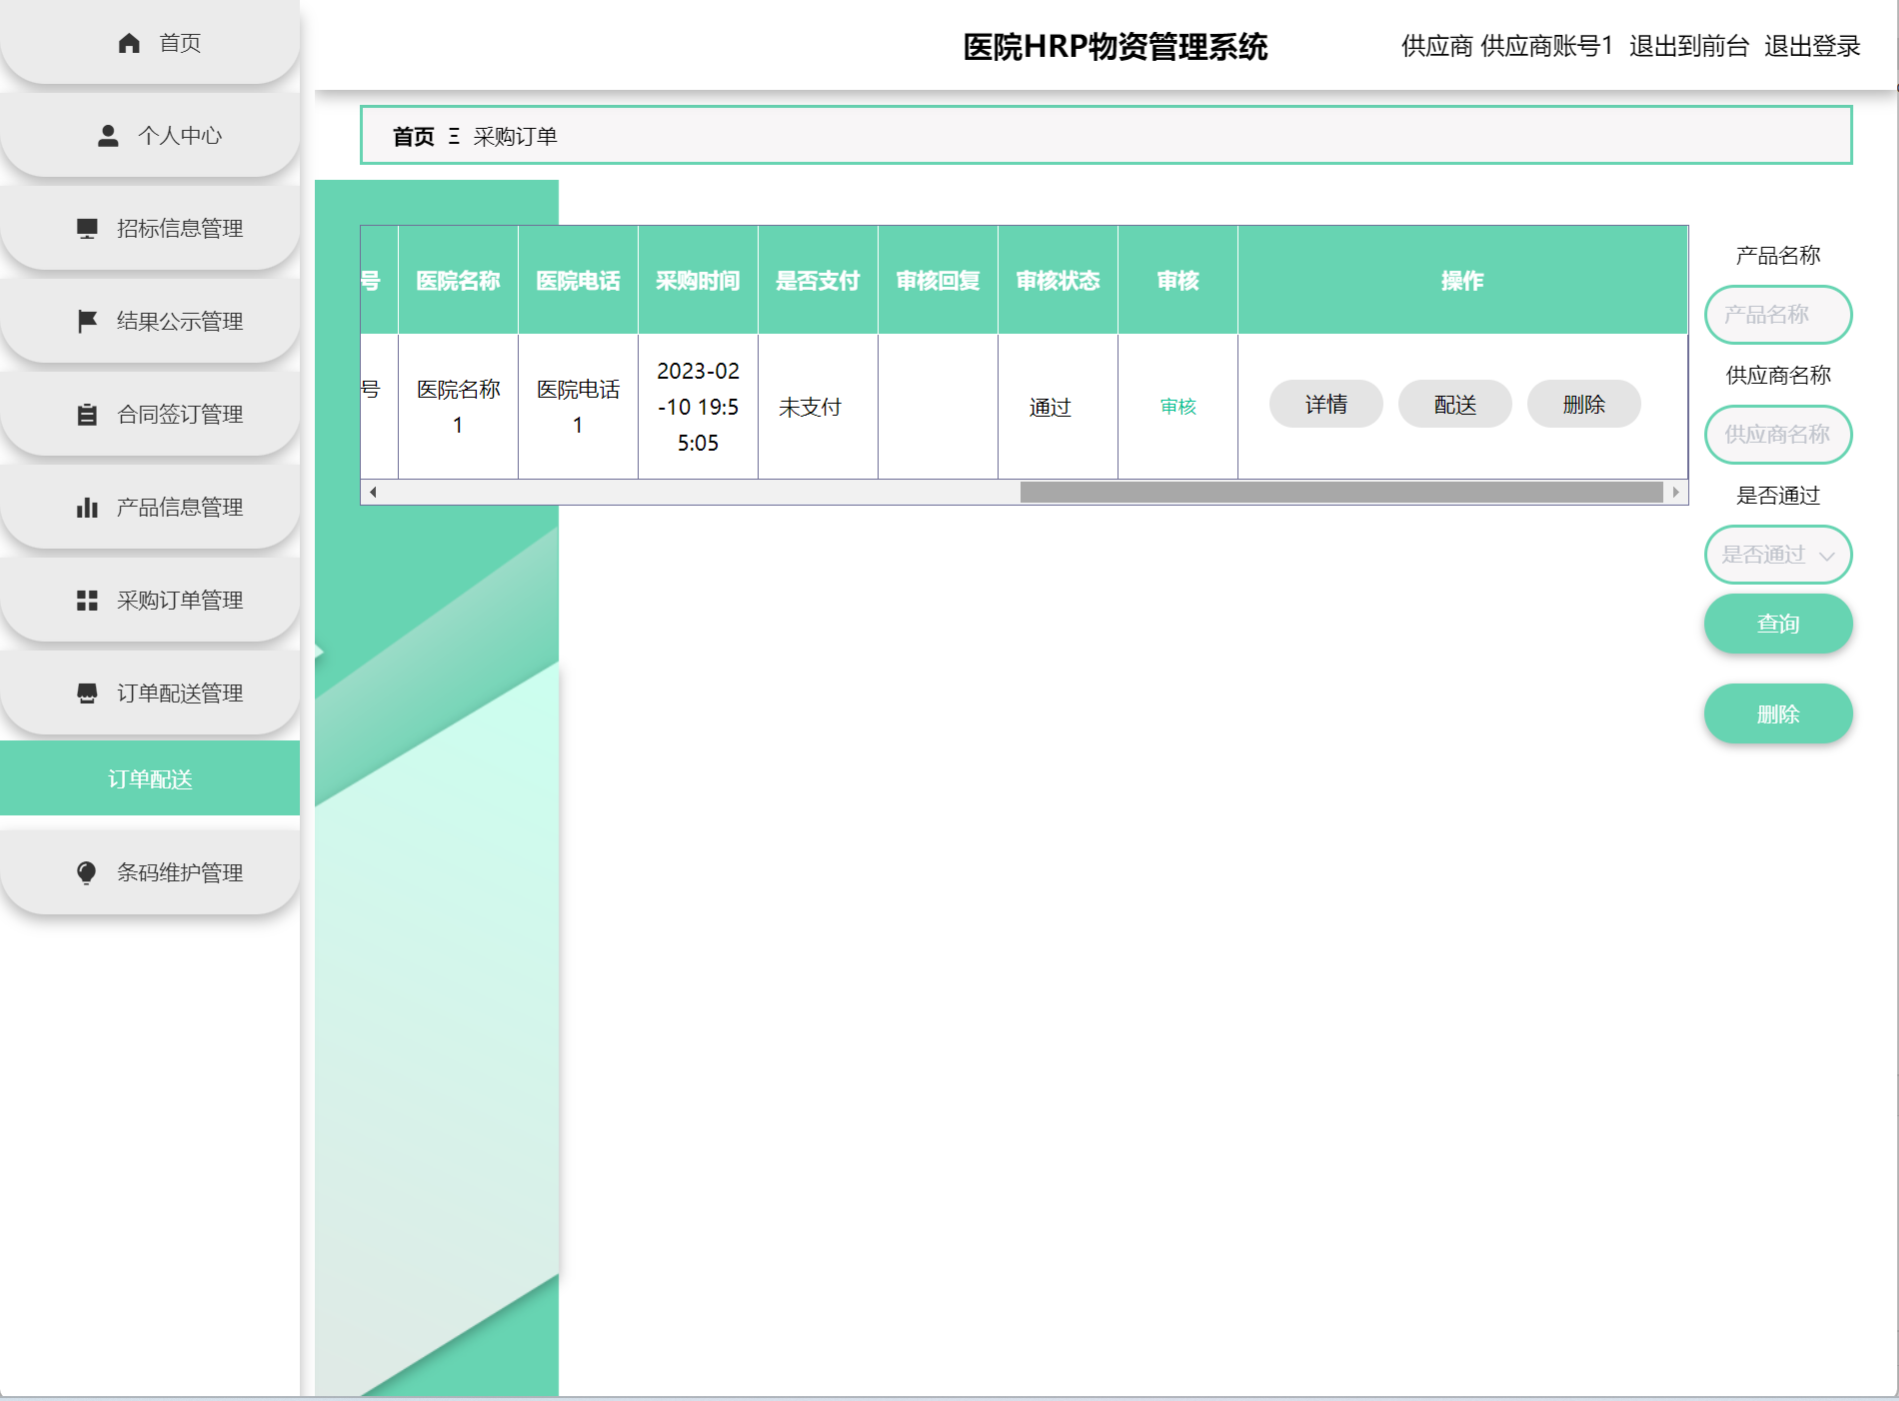 首页
个人中心
招标信息管理
结果公示管理
合同签订管理
产品信息管理
采购订单管理
订单配送管理
订单配送
条码维护管理
医院HRP物资管理系统
供应商 供应商账号1 退出到前台 退出登录
首页 Ξ 采购订单
号 医院名称 医院电话 采购时间 是否支付 审核回复 审核状态 审核 操作
号 医院名称1 医院电话1 2023-02-10 19:55:05 未支付 通过 审核 详情 配送 删除
产品名称
产品名称
供应商名称
供应商名称
是否通过
是否通过
查询
删除